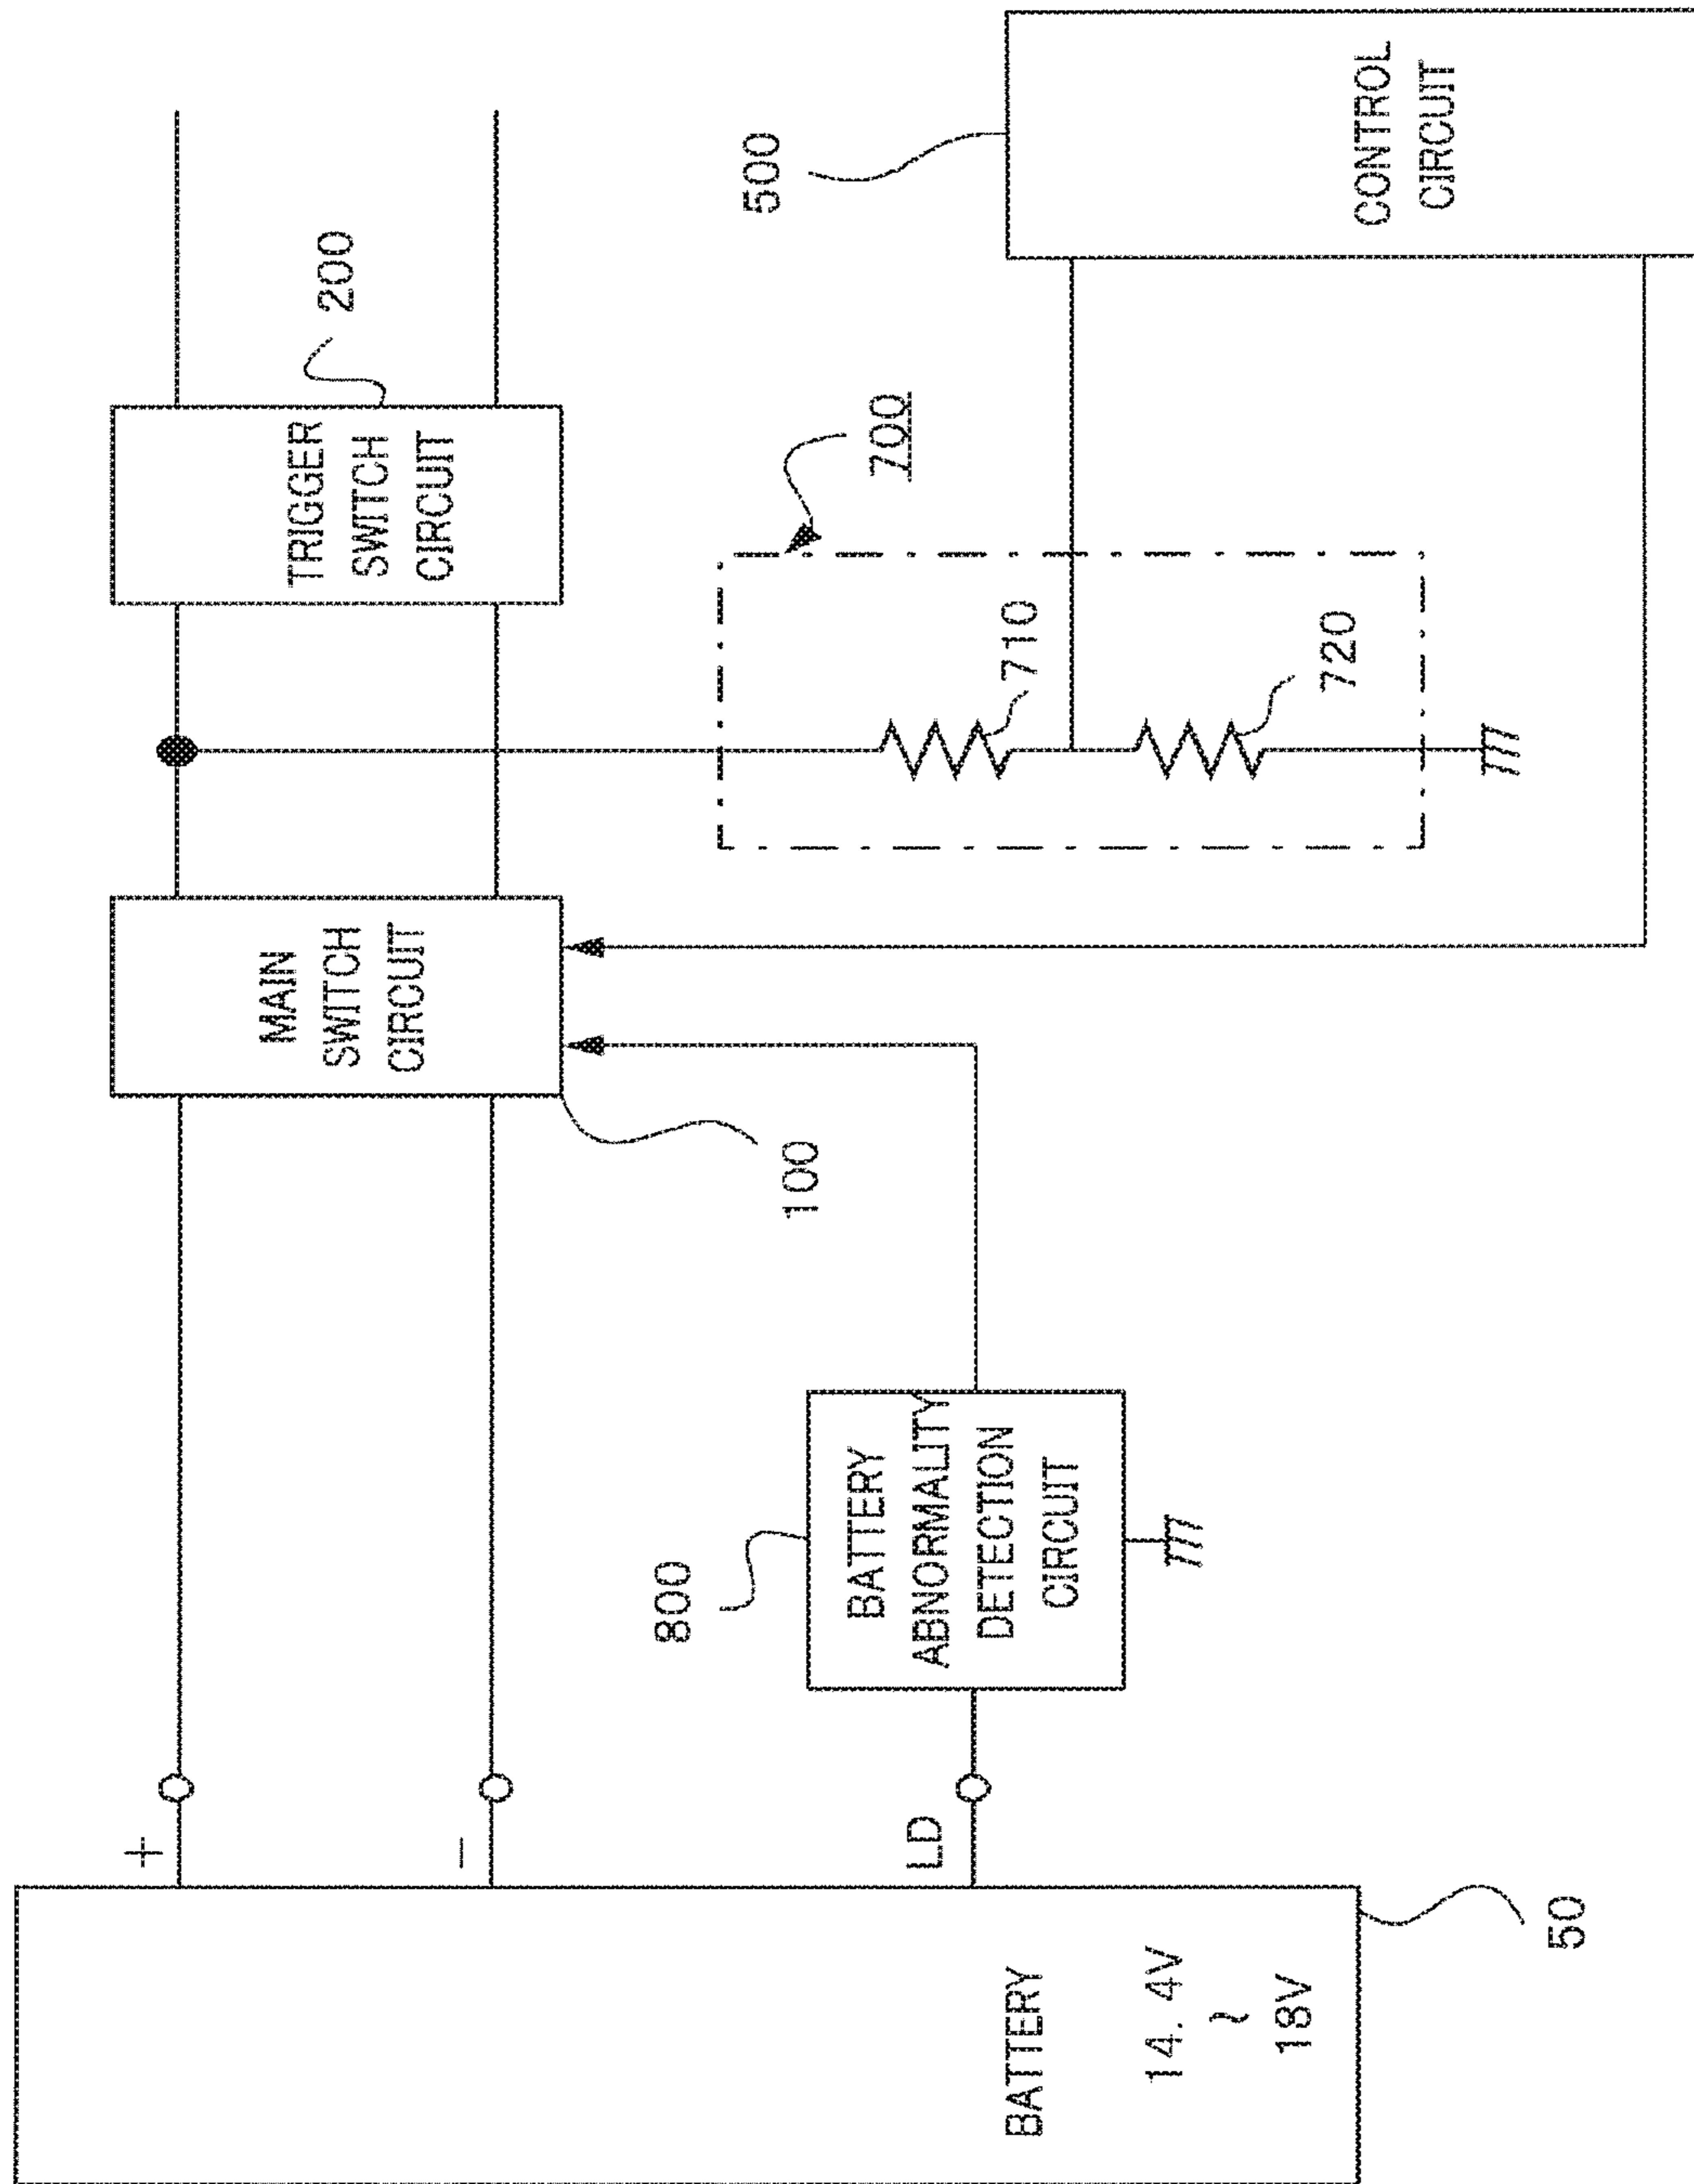 BATTERY
14. 4V
~
18V
50
+
−
LD
800
BATTERY
ABNORMALITY
DETECTION
CIRCUIT
100
MAIN
SWITCH
CIRCUIT
TRIGGER
SWITCH
CIRCUIT
200
700
710
720
500
CONTROL
CIRCUIT